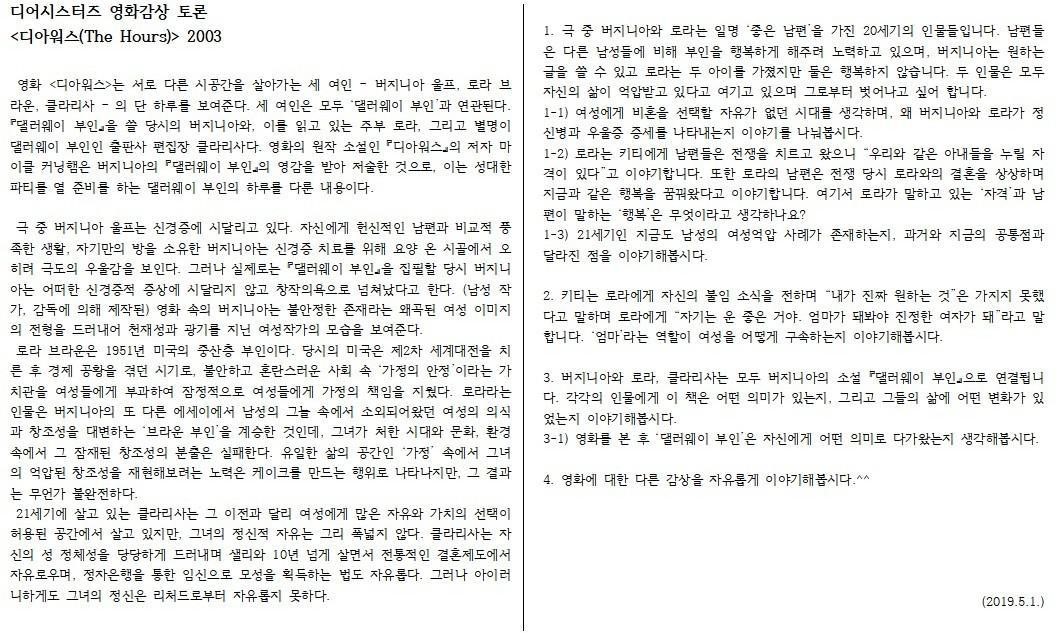 디어시스터즈 영화감상 토론
<디아워스(The Hours)> 2003
영화 <디아워스>는 서로 다른 시공간을 살아가는 세 여인 - 버지니아 울프, 로라 브
라운, 클라리사 - 의 단 하루를 보여준다. 세 여인은 모두 '댈러웨이 부인'과 연관된다.
『댈러웨이 부인』을 쓸 당시의 버지니아와, 이를 읽고 있는 주부 로라, 그리고 별명이
댈러웨이 부인인 출판사 편집장 클라리사다. 영화의 원작 소설인 『디아워스』의 저자 마
이클 커닝햄은 버지니아의 『댈러웨이 부인』의 영감을 받아 저술한 것으로, 이는 성대한
파티를 열 준비를 하는 댈러웨이 부인의 하루를 다룬 내용이다.
극 중 버지니아 울프는 신경증에 시달리고 있다. 자신에게 헌신적인 남편과 비교적 풍
족한 생활, 자기만의 방을 소유한 버지니아는 신경증 치료를 위해 요양 온 시골에서 오
히려 극도의 우울감을 보인다. 그러나 실제로는 『댈러웨이 부인』을 집필할 당시 버지니
아는 어떠한 신경증적 증상에 시달리지 않고 창작의욕으로 넘쳐났다고 한다. (남성 작
가, 감독에 의해 제작된) 영화 속의 버지니아는 불안정한 존재라는 왜곡된 여성 이미지
의 전형을 드러내어 천재성과 광기를 지닌 여성작가의 모습을 보여준다.
로라 브라운은 1951년 미국의 중산층 부인이다. 당시의 미국은 제2차 세계대전을 치
른 후 경제 공황을 겪던 시기로, 불안하고 혼란스러운 사회 속 '가정의 안정'이라는 가
치관을 여성들에게 부과하여 잠정적으로 여성들에게 가정의 책임을 지웠다. 로라라는
인물은 버지니아의 또 다른 에세이에서 남성의 그늘 속에서 소외되어왔던 여성의 의식
과 창조성을 대변하는 '브라운 부인'을 계승한 것인데, 그녀가 처한 시대와 문화, 환경
속에서 그 잠재된 창조성의 분출은 실패한다. 유일한 삶의 공간인 '가정' 속에서 그녀
의 억압된 창조성을 재현해보려는 노력은 케이크를 만드는 행위로 나타나지만, 그 결과
는 무언가 불완전하다.
21세기에 살고 있는 클라리사는 그 이전과 달리 여성에게 많은 자유와 가치의 선택이
허용된 공간에서 살고 있지만, 그녀의 정신적 자유는 그리 폭넓지 않다. 클라리사는 자
신의 성 정체성을 당당하게 드러내며 샐리와 10년 넘게 살면서 전통적인 결혼제도에서
자유로우며, 정자은행을 통한 임신으로 모성을 획득하는 법도 자유롭다. 그러나 아이러
니하게도 그녀의 정신은 리처드로부터 자유롭지 못하다.
1. 극 중 버지니아와 로라는 일명 '좋은 남편'을 가진 20세기의 인물들입니다. 남편들
은 다른 남성들에 비해 부인을 행복하게 해주려 노력하고 있으며, 버지니아는 원하는
글을 쓸 수 있고 로라는 두 아이를 가졌지만 둘은 행복하지 않습니다. 두 인물은 모두
자신의 삶이 억압받고 있다고 여기고 있으며 그로부터 벗어나고 싶어 합니다.
1-1) 여성에게 비혼을 선택할 자유가 없던 시대를 생각하며, 왜 버지니아와 로라가 정
신병과 우울증 증세를 나타내는지 이야기를 나눠봅시다.
1-2) 로라는 키티에게 남편들은 전쟁을 치르고 왔으니 "우리와 같은 아내들을 누릴 자
격이 있다"고 이야기합니다. 또한 로라의 남편은 전쟁 당시 로라와의 결혼을 상상하며
지금과 같은 행복을 꿈꿔왔다고 이야기합니다. 여기서 로라가 말하고 있는 '자격'과 남
편이 말하는 '행복'은 무엇이라고 생각하나요?
1-3) 21세기인 지금도 남성의 여성억압 사례가 존재하는지, 과거와 지금의 공통점과
달라진 점을 이야기해봅시다.
2. 키티는 로라에게 자신의 불임 소식을 전하며 "내가 진짜 원하는 것"은 가지지 못했
다고 말하며 로라에게 "자기는 운 좋은 거야. 엄마가 돼봐야 진정한 여자가 돼"라고 말
합니다. '엄마'라는 역할이 여성을 어떻게 구속하는지 이야기해봅시다.
3. 버지니아와 로라, 클라리사는 모두 버지니아의 소설 『댈러웨이 부인』으로 연결됩니
다. 각각의 인물에게 이 책은 어떤 의미가 있는지, 그리고 그들의 삶에 어떤 변화가 있
었는지 이야기해봅시다.
3-1) 영화를 본 후 '댈러웨이 부인'은 자신에게 어떤 의미로 다가왔는지 생각해봅시다.
4. 영화에 대한 다른 감상을 자유롭게 이야기해봅시다.^^
(2019.5.1.)